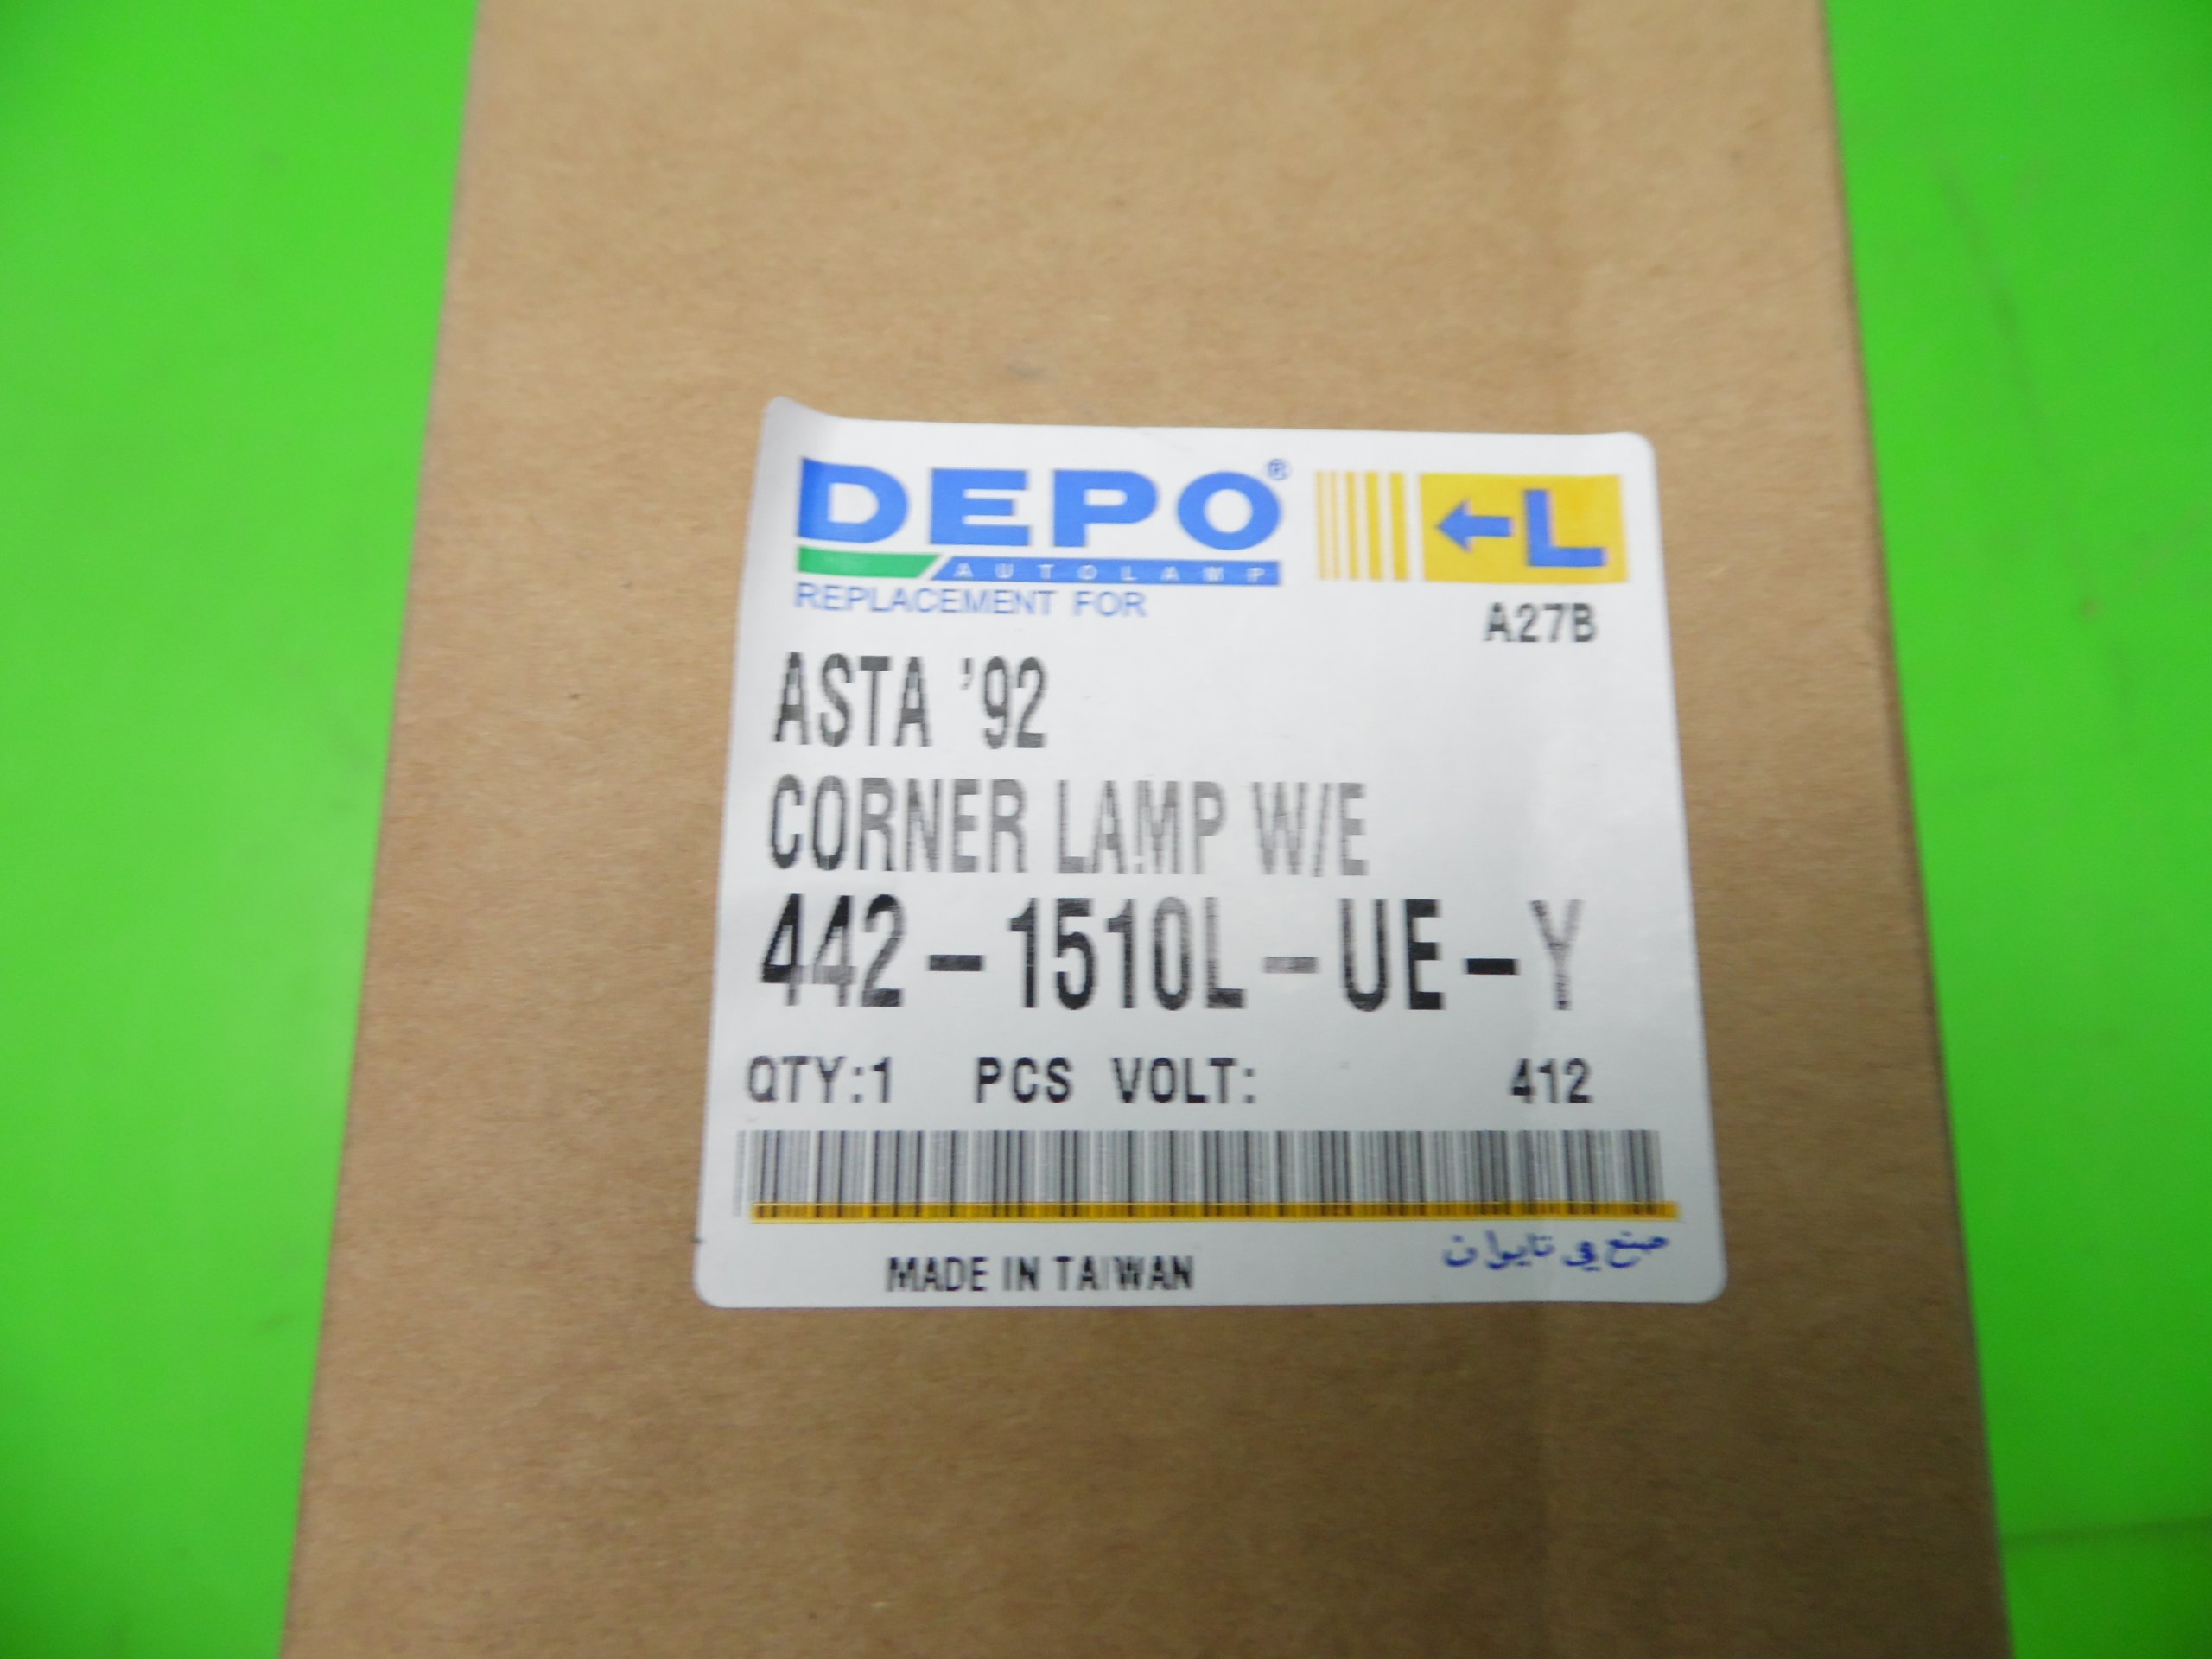 DEPO®
←L
AUTOLAMP
REPLACEMENT FOR
A27B
ASTA '92
CORNER LAMP W/E
442-1510L-UE-Y
QTY:1 PCS VOLT: 412
MADE IN TAIWAN
صنع في تايوان